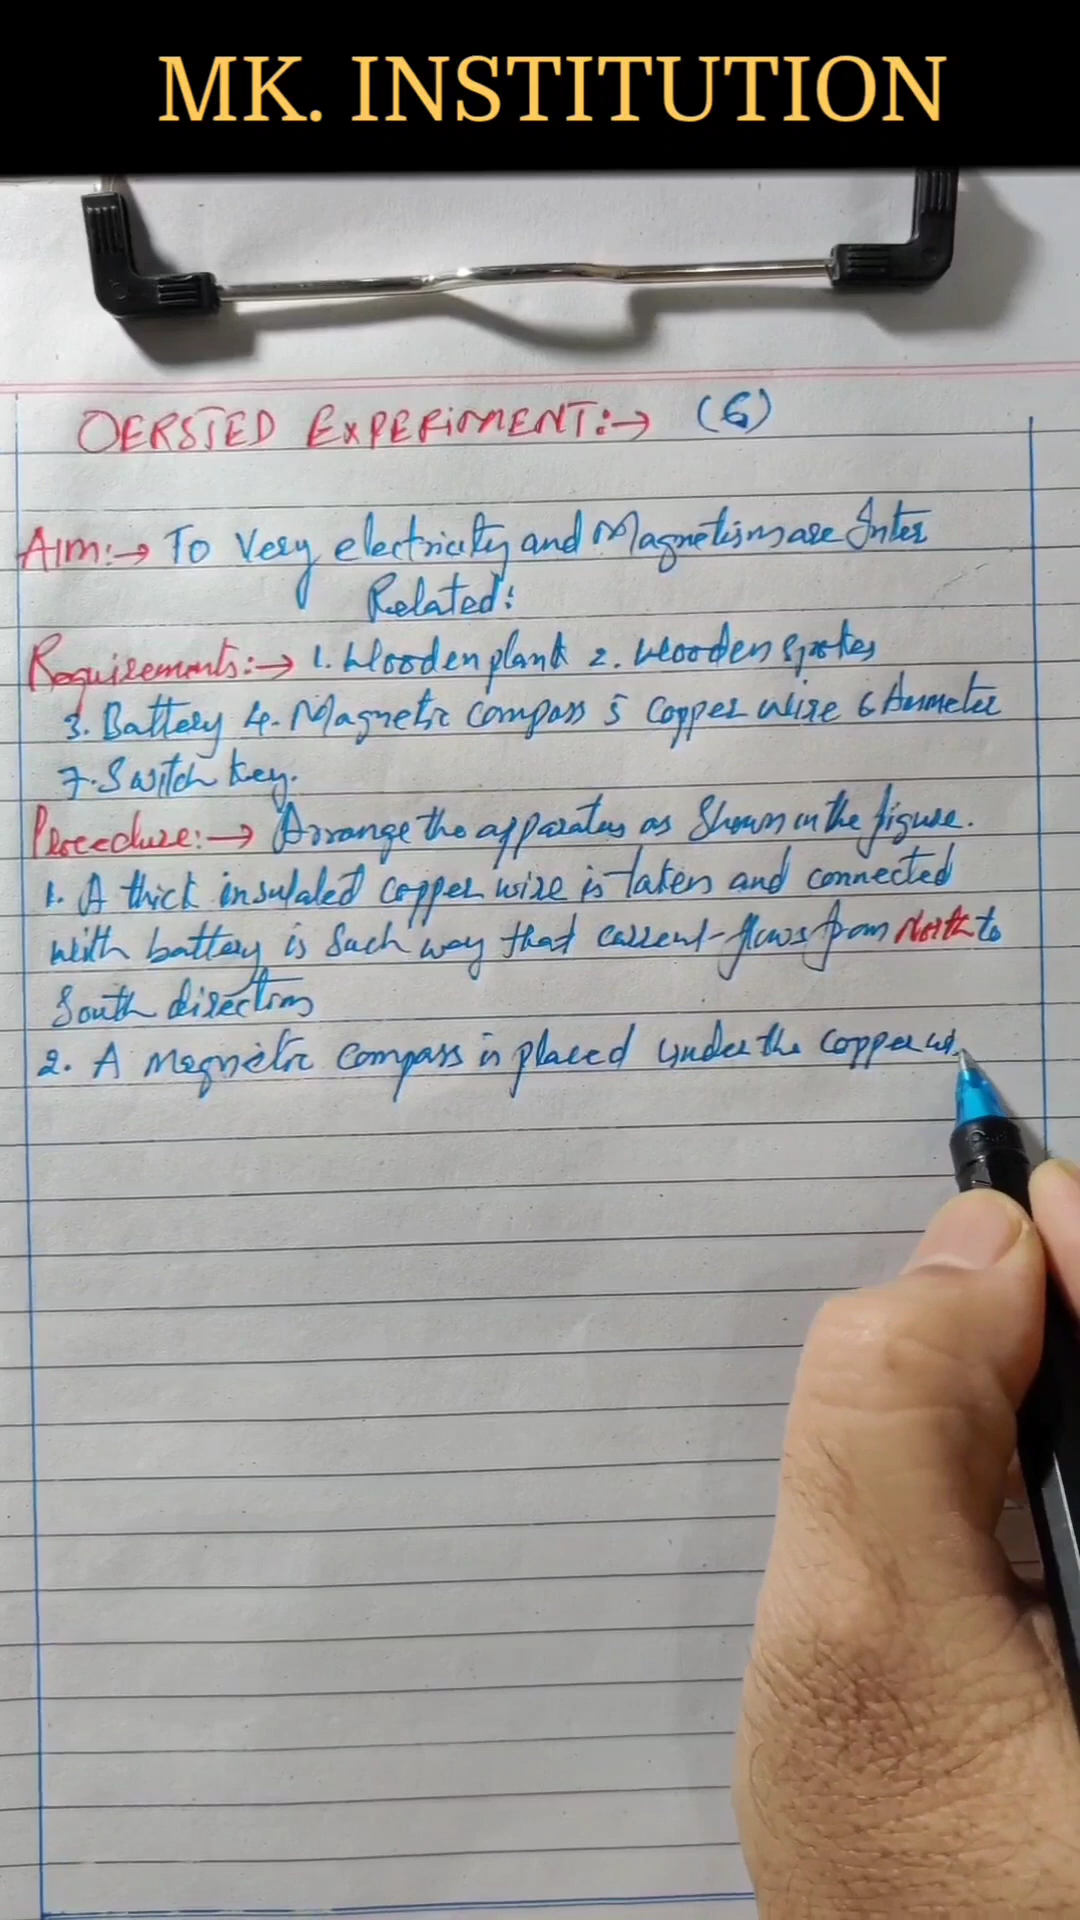 MK. INSTITUTION
OERSTED EXPERIMENT:→ (6)
Aim:→ To Very electricity and Magnetism are Inter
Related:
Requirements:→ 1. Wooden plank 2. Wooden spokes
3. Battery 4. Magnetic compass 5 Copper wire 6 Ammeter
7. Switch key.
Procedure:→ Arrange the apparatus as Shown in the figure.
1. A thick insulated copper wire is taken and connected
with battery is Such way that current flows from North to
South direction
2. A Magnetic compass is placed under the copper wi